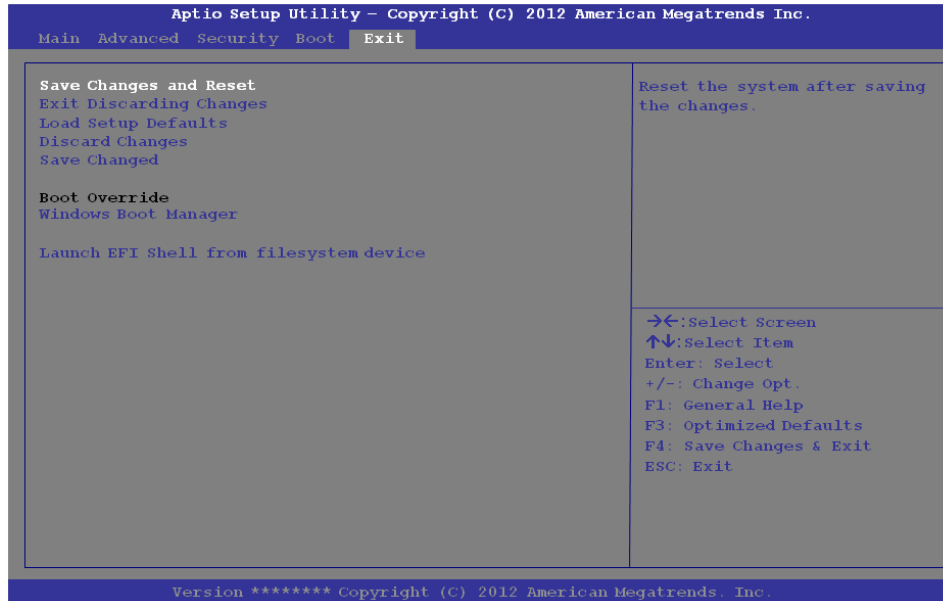 Aptio Setup Utility – Copyright (C) 2012 American Megatrends Inc.
Main Advanced Security Boot Exit
Save Changes and Reset
Exit Discarding Changes
Load Setup Defaults
Discard Changes
Save Changed
Boot Override
Windows Boot Manager
Launch EFI Shell from filesystem device
Reset the system after saving
the changes.
→←:Select Screen
↑↓:Select Item
Enter: Select
+/-: Change Opt.
F1: General Help
F3: Optimized Defaults
F4: Save Changes & Exit
ESC: Exit
Version ******** Copyright (C) 2012 American Megatrends. Inc.